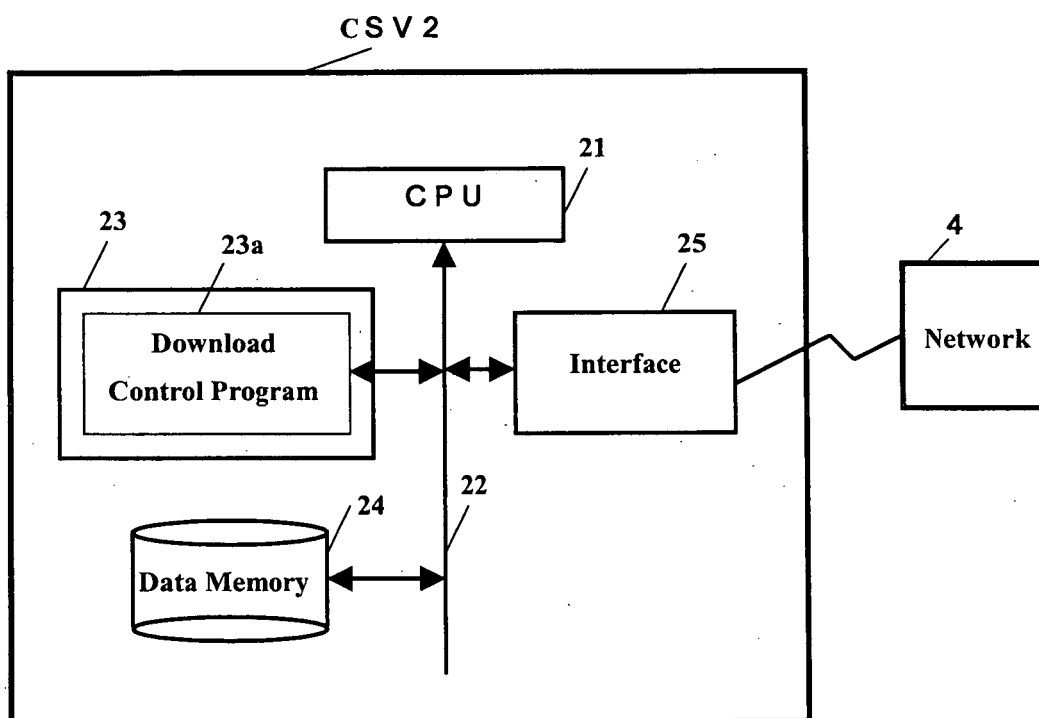 CSV2
21
CPU
23
23a
Download
Control Program
25
Interface
4
Network
24
Data Memory
22